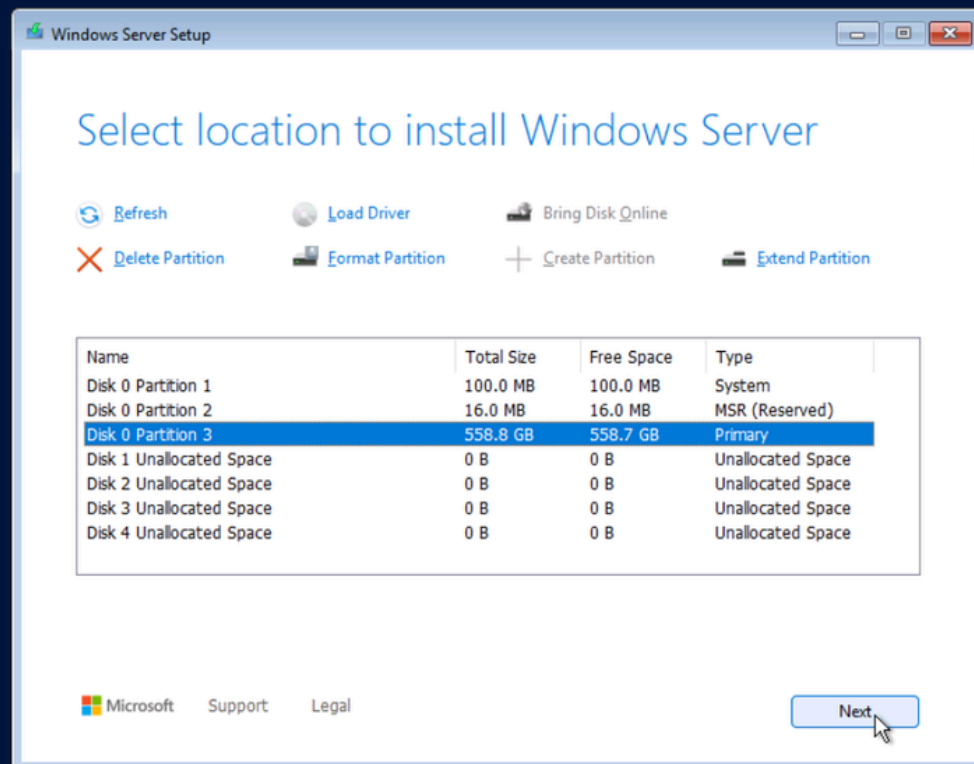 Windows Server Setup
Select location to install Windows Server
Refresh Load Driver Bring Disk Online
Delete Partition Format Partition Create Partition Extend Partition
Name Total Size Free Space Type
Disk 0 Partition 1 100.0 MB 100.0 MB System
Disk 0 Partition 2 16.0 MB 16.0 MB MSR (Reserved)
Disk 0 Partition 3 558.8 GB 558.7 GB Primary
Disk 1 Unallocated Space 0 B 0 B Unallocated Space
Disk 2 Unallocated Space 0 B 0 B Unallocated Space
Disk 3 Unallocated Space 0 B 0 B Unallocated Space
Disk 4 Unallocated Space 0 B 0 B Unallocated Space
Microsoft Support Legal Next